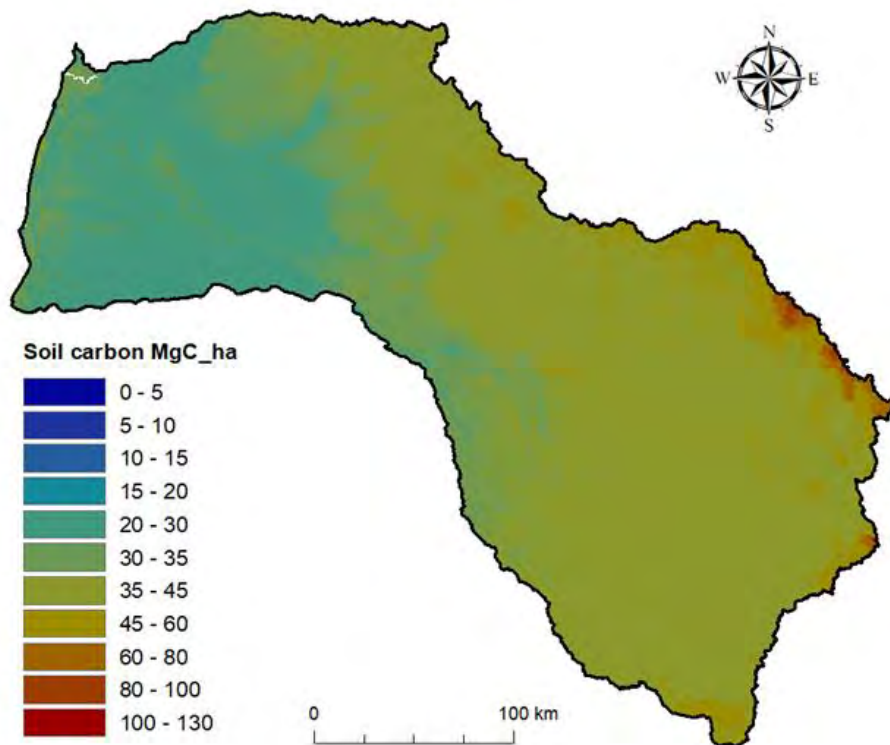 N
W E
S
Soil carbon MgC_ha
0 - 5
5 - 10
10 - 15
15 - 20
20 - 30
30 - 35
35 - 45
45 - 60
60 - 80
80 - 100
100 - 130
0 100 km